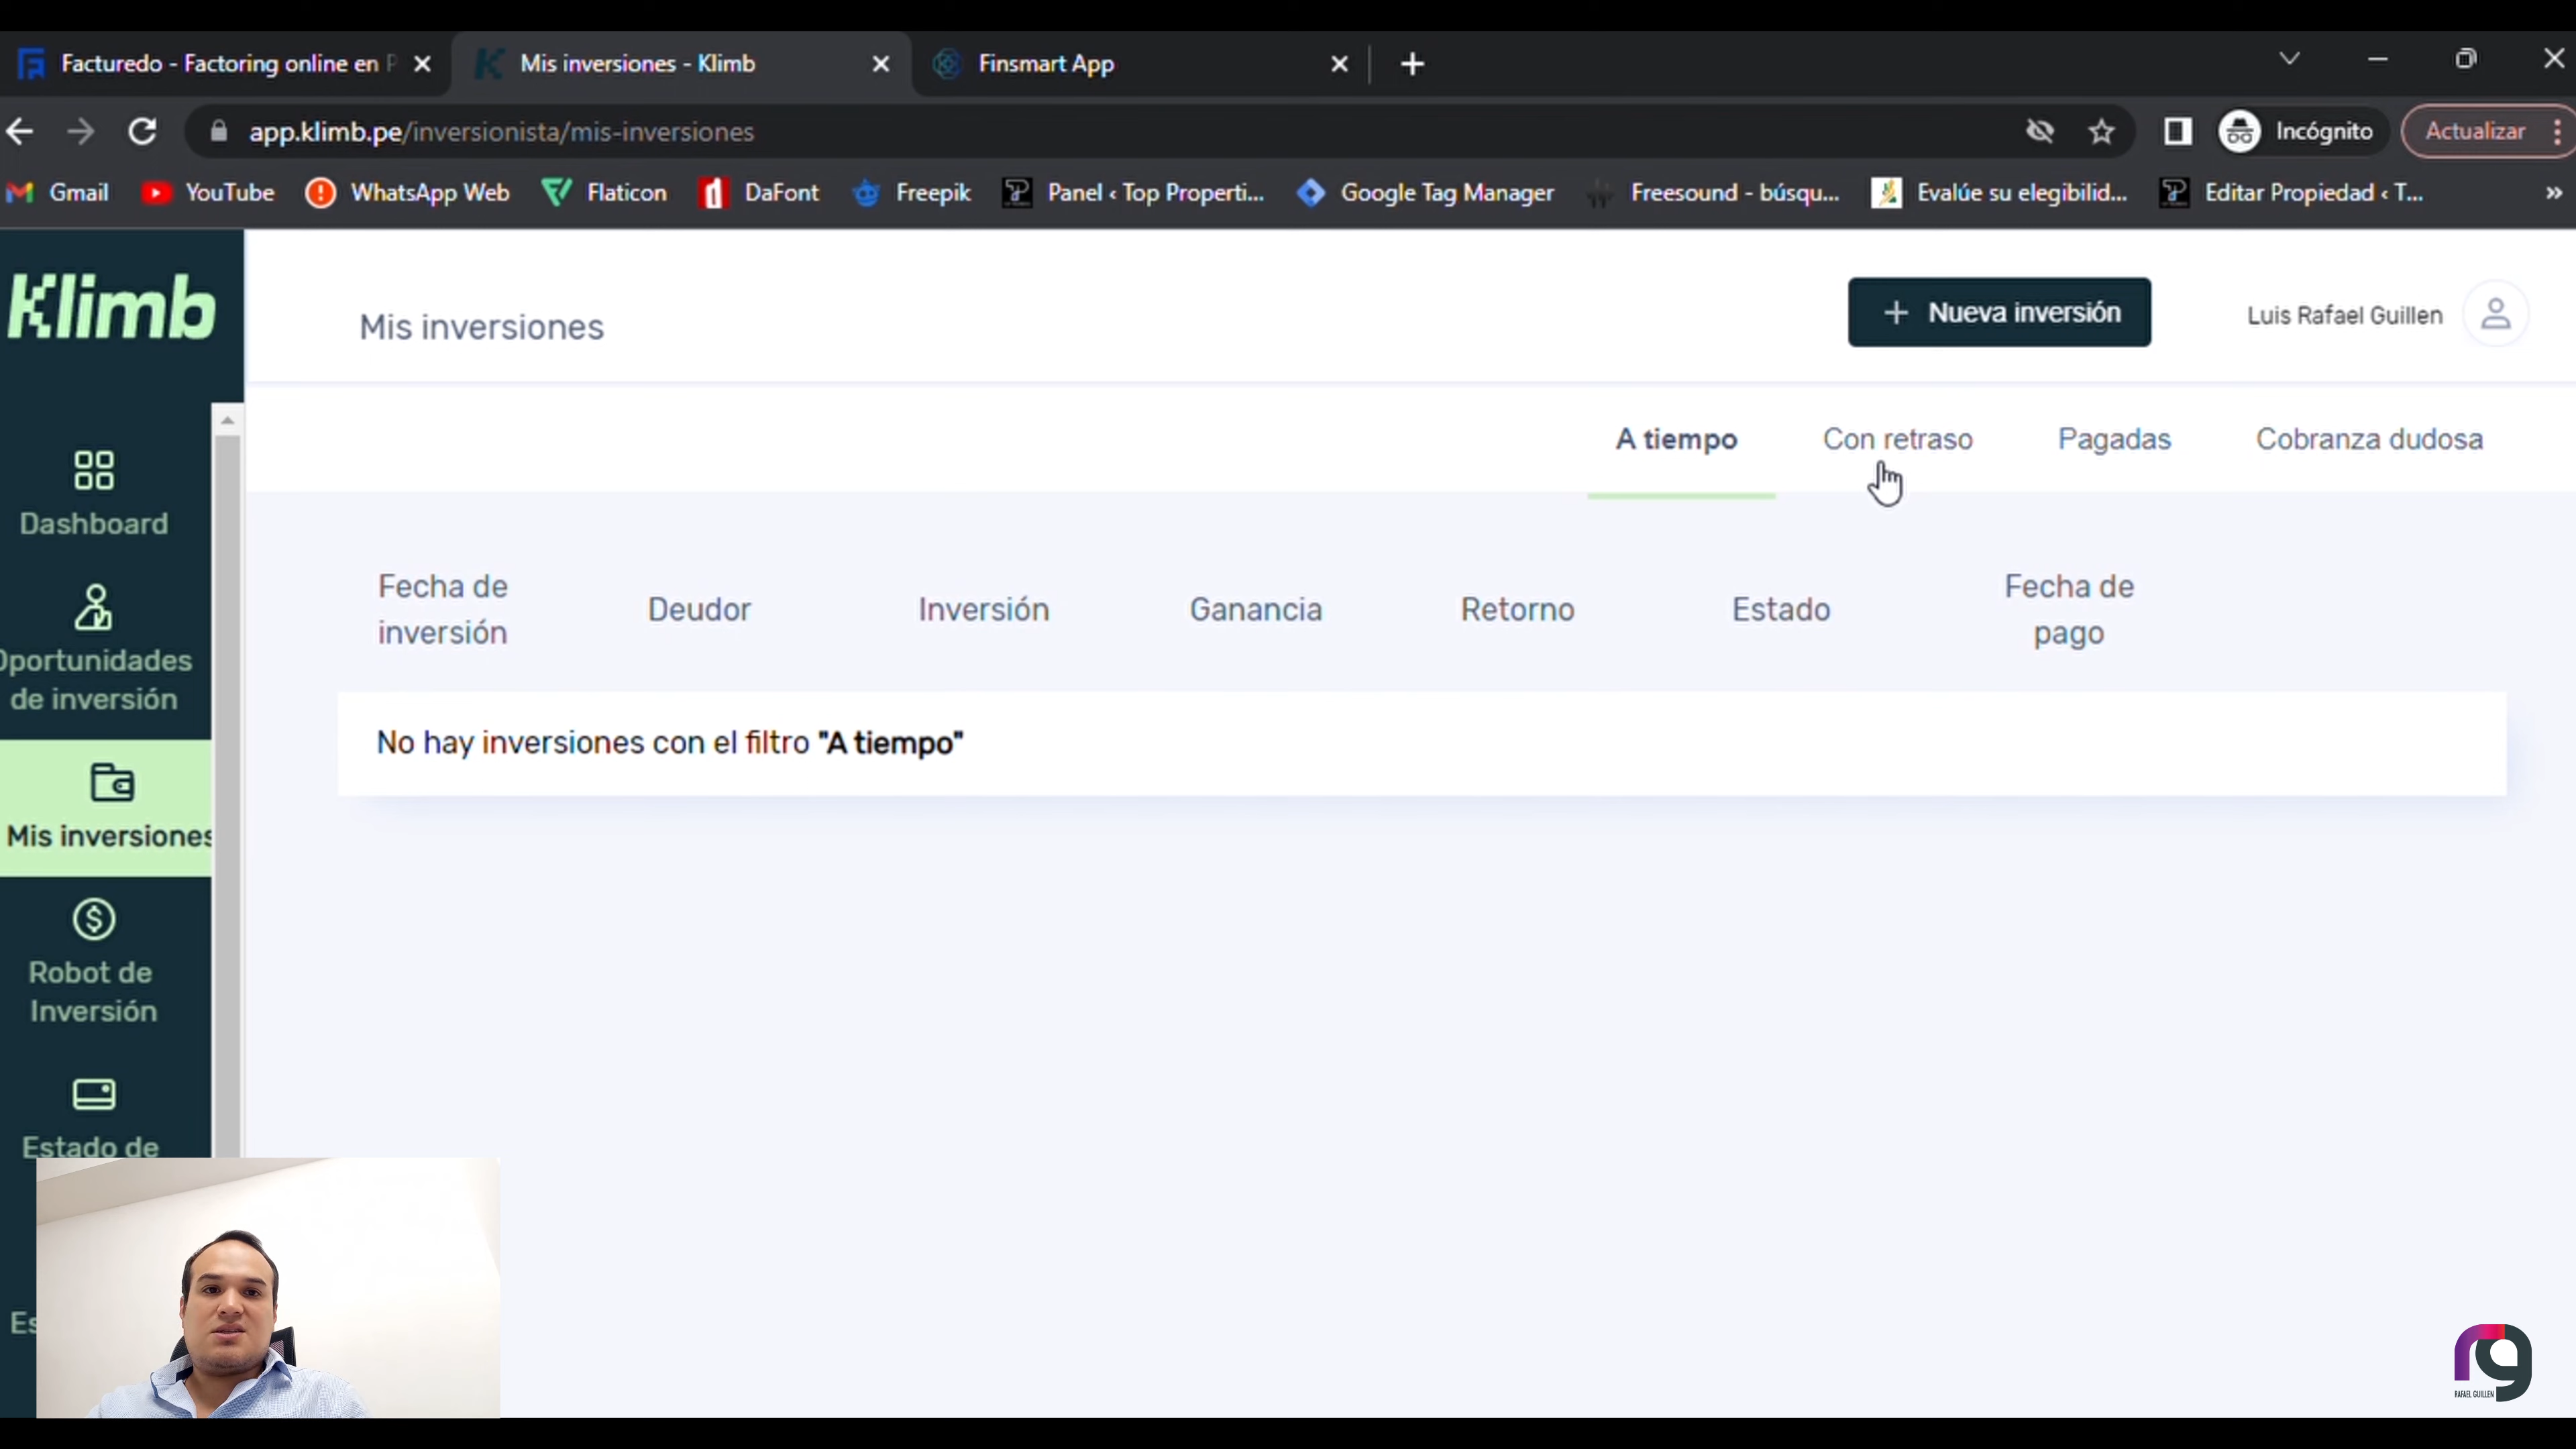 Facturedo - Factoring online en P
Mis inversiones - Klimb
Finsmart App
app.klimb.pe/inversionista/mis-inversiones
Incógnito
Actualizar
Gmail
YouTube
WhatsApp Web
Flaticon
DaFont
Freepik
Panel ‹ Top Properti...
Google Tag Manager
Freesound - búsqu...
Evalúe su elegibilid...
Editar Propiedad ‹ T...
»
Klimb
Mis inversiones
+ Nueva inversión
Luis Rafael Guillen
A tiempo
Con retraso
Pagadas
Cobranza dudosa
Dashboard
Oportunidades
de inversión
Mis inversiones
Robot de
Inversión
Estado de
Es
Fecha de
inversión
Deudor
Inversión
Ganancia
Retorno
Estado
Fecha de
pago
No hay inversiones con el filtro "A tiempo"
rg
RAFAEL GUILLEN